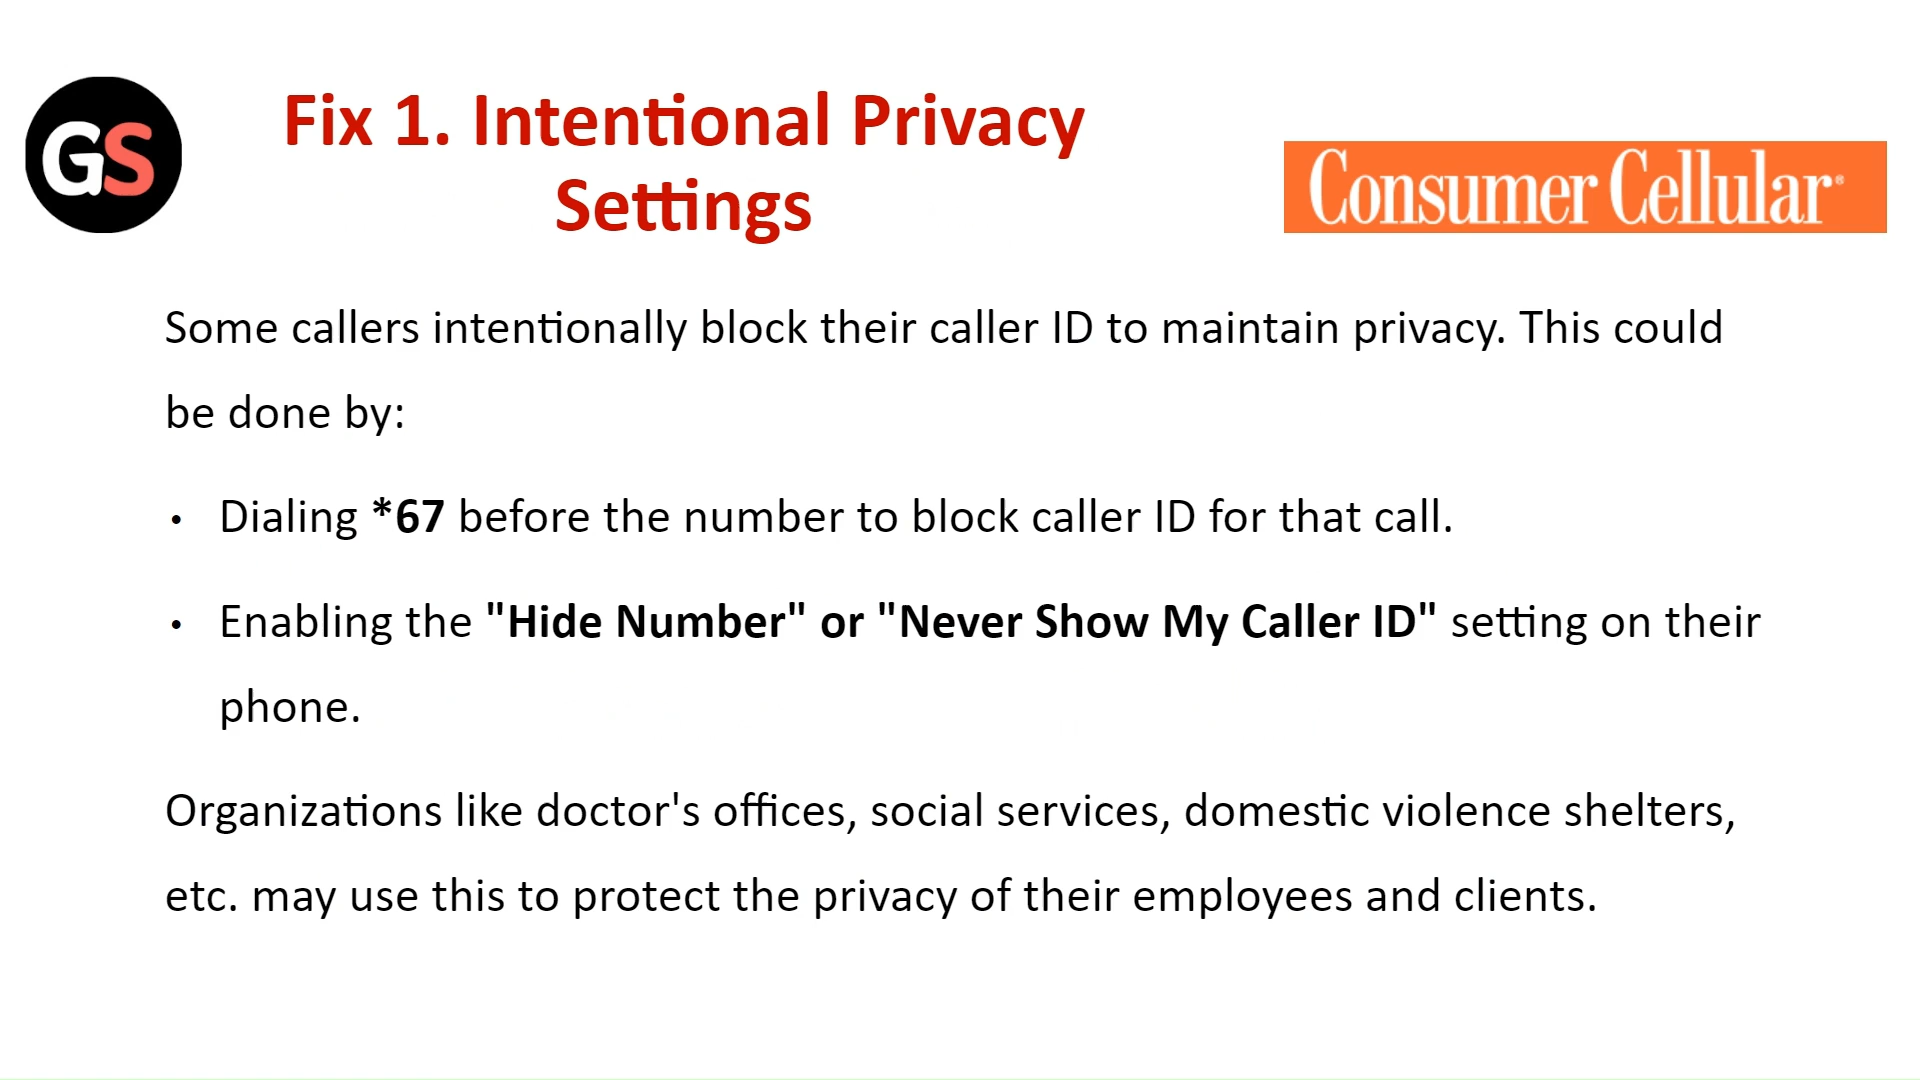 GS
Fix 1. Intentional Privacy
Settings
Consumer Cellular®
Some callers intentionally block their caller ID to maintain privacy. This could
be done by:
• Dialing *67 before the number to block caller ID for that call.
• Enabling the "Hide Number" or "Never Show My Caller ID" setting on their
phone.
Organizations like doctor's offices, social services, domestic violence shelters,
etc. may use this to protect the privacy of their employees and clients.